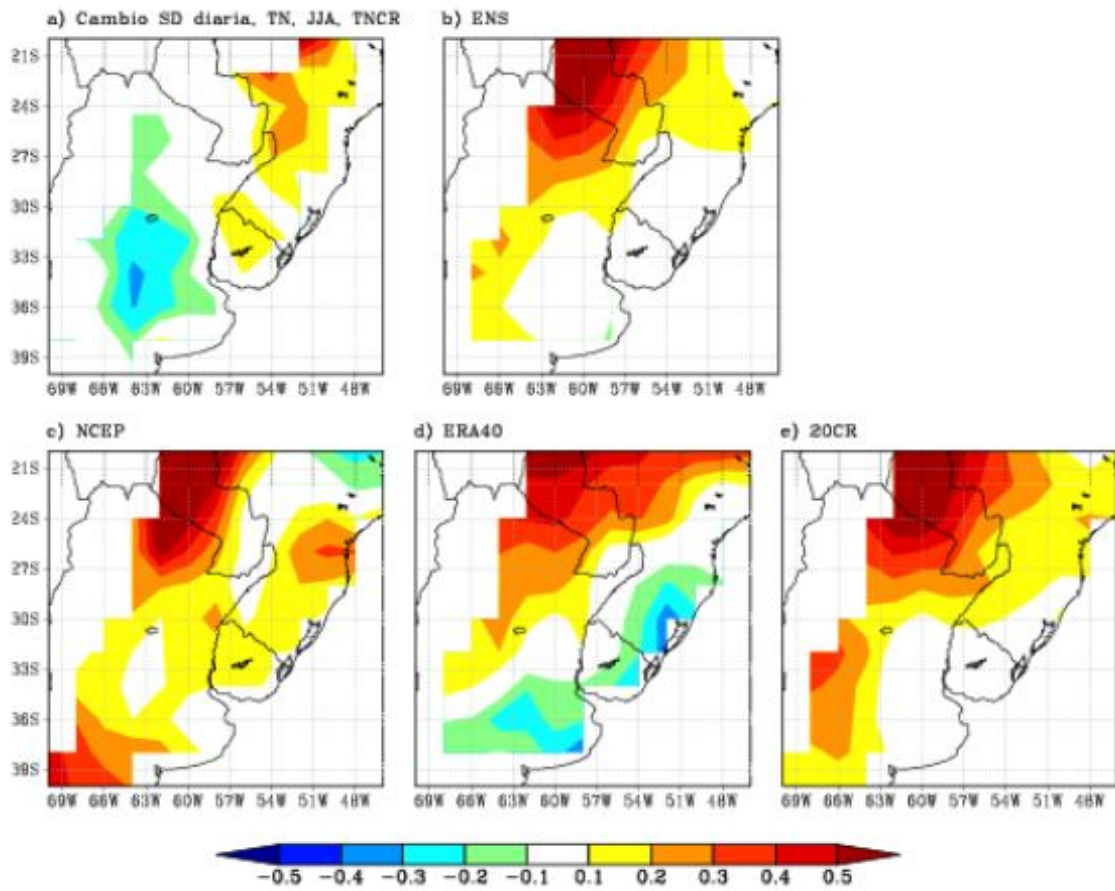 a) Cambio SD diaria, TN, JJA, TNCR
b) ENS
21S
24S
27S
30S
33S
36S
39S
69W 66W 63W 60W 57W 54W 51W 48W
69W 66W 63W 60W 57W 54W 51W 48W
c) NCEP
d) ERA40
e) 20CR
21S
24S
27S
30S
33S
36S
39S
69W 66W 63W 60W 57W 54W 51W 48W
69W 66W 63W 60W 57W 54W 51W 48W
69W 66W 63W 60W 57W 54W 51W 48W
−0.5 −0.4 −0.3 −0.2 −0.1 0.1 0.2 0.3 0.4 0.5